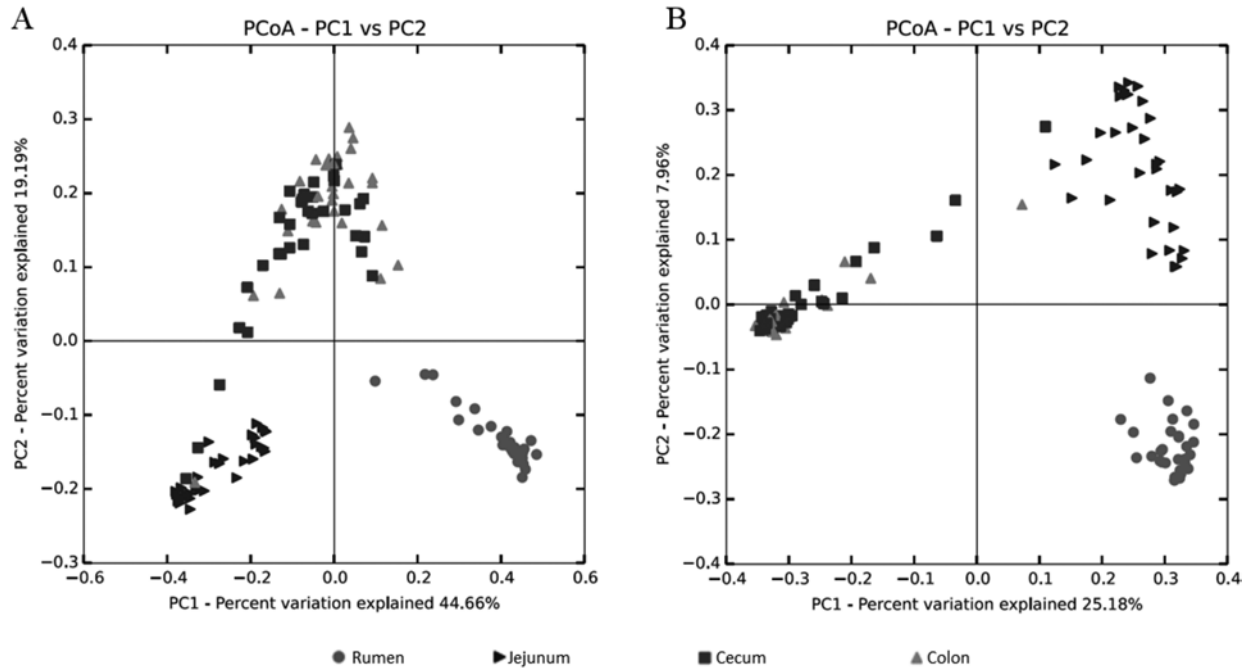 A
PCoA - PC1 vs PC2
0.4
0.3
0.2
0.1
0.0
−0.1
−0.2
−0.3
PC2 - Percent variation explained 19.19%
−0.6 −0.4 −0.2 0.0 0.2 0.4 0.6
PC1 - Percent variation explained 44.66%
B
PCoA - PC1 vs PC2
0.4
0.3
0.2
0.1
0.0
−0.1
−0.2
−0.3
−0.4
PC2 - Percent variation explained 7.96%
−0.4 −0.3 −0.2 −0.1 0.0 0.1 0.2 0.3 0.4
PC1 - Percent variation explained 25.18%
Rumen Jejunum Cecum Colon